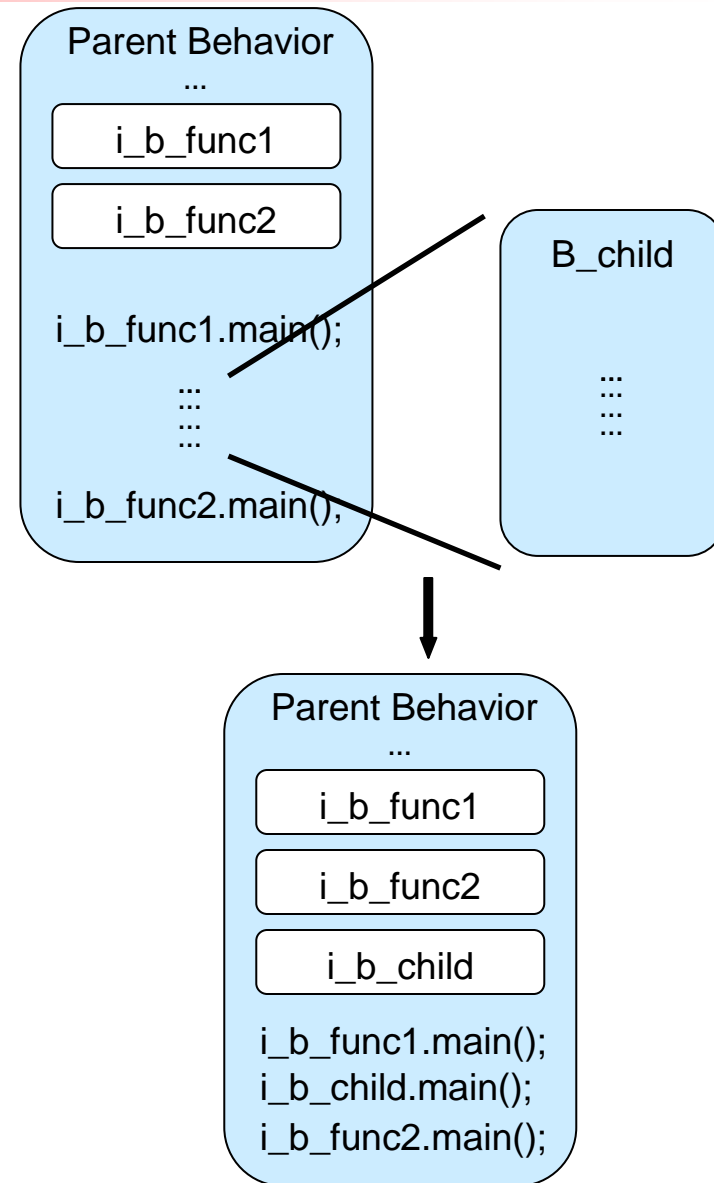 Parent Behavior
...
i_b_func1
i_b_func2
i_b_func1.main();
...
...
...
...
i_b_func2.main();
B_child
...
...
...
...
Parent Behavior
...
i_b_func1
i_b_func2
i_b_child
i_b_func1.main();
i_b_child.main();
i_b_func2.main();